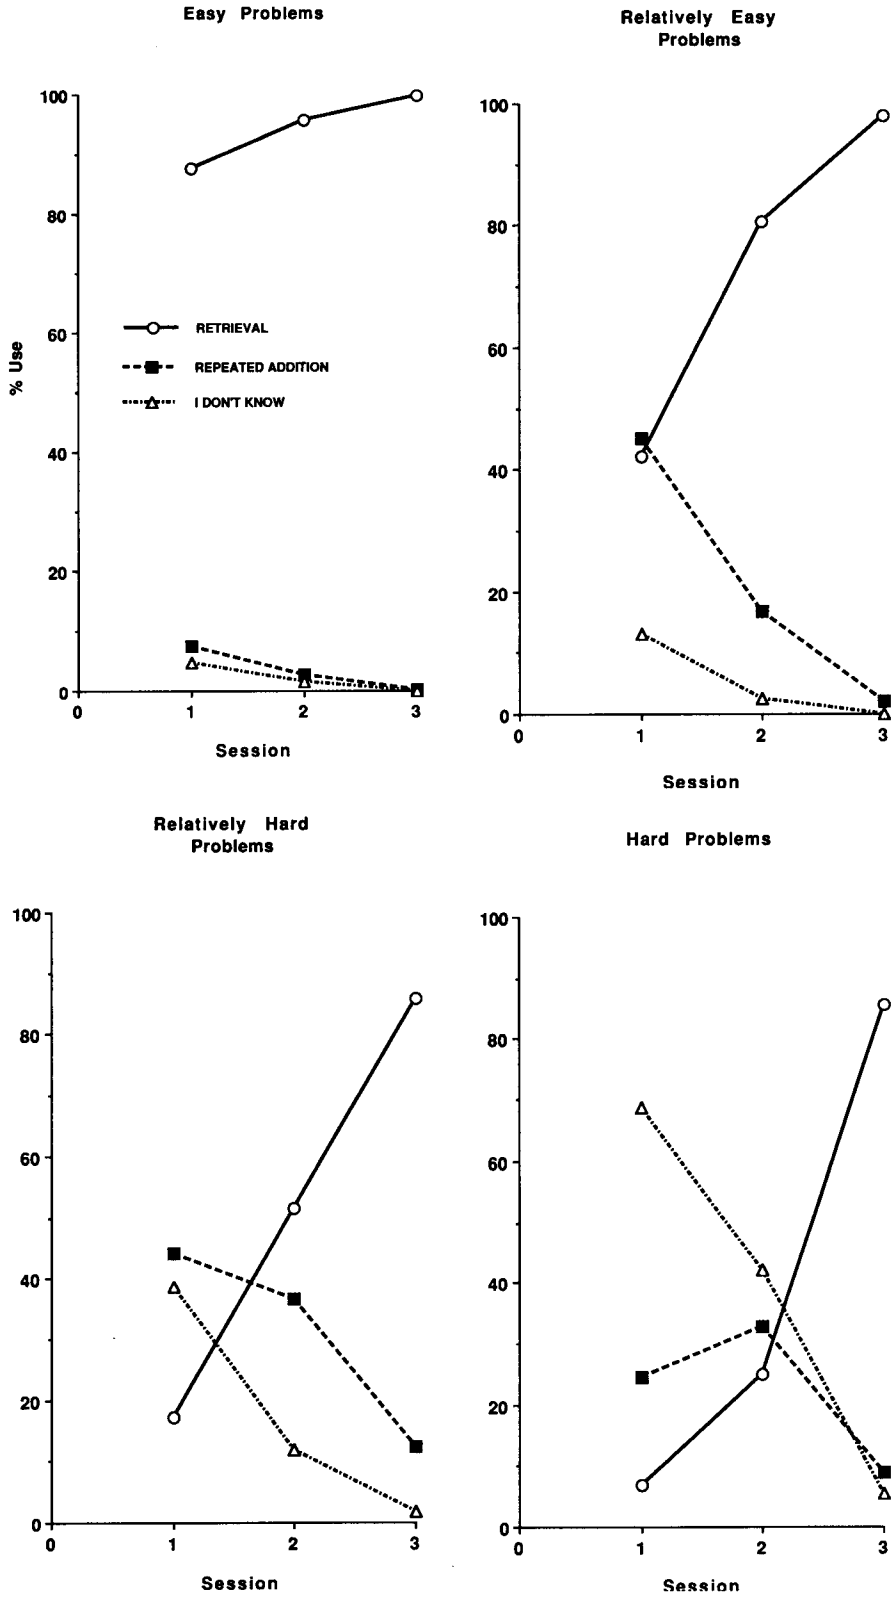 Easy Problems
100
80
60
40
20
0
% Use
RETRIEVAL
REPEATED ADDITION
I DON'T KNOW
0 1 2 3
Session
Relatively Easy
Problems
100
80
60
40
20
0
0 1 2 3
Session
Relatively Hard
Problems
100
80
60
40
20
0
0 1 2 3
Session
Hard Problems
100
80
60
40
20
0
0 1 2 3
Session